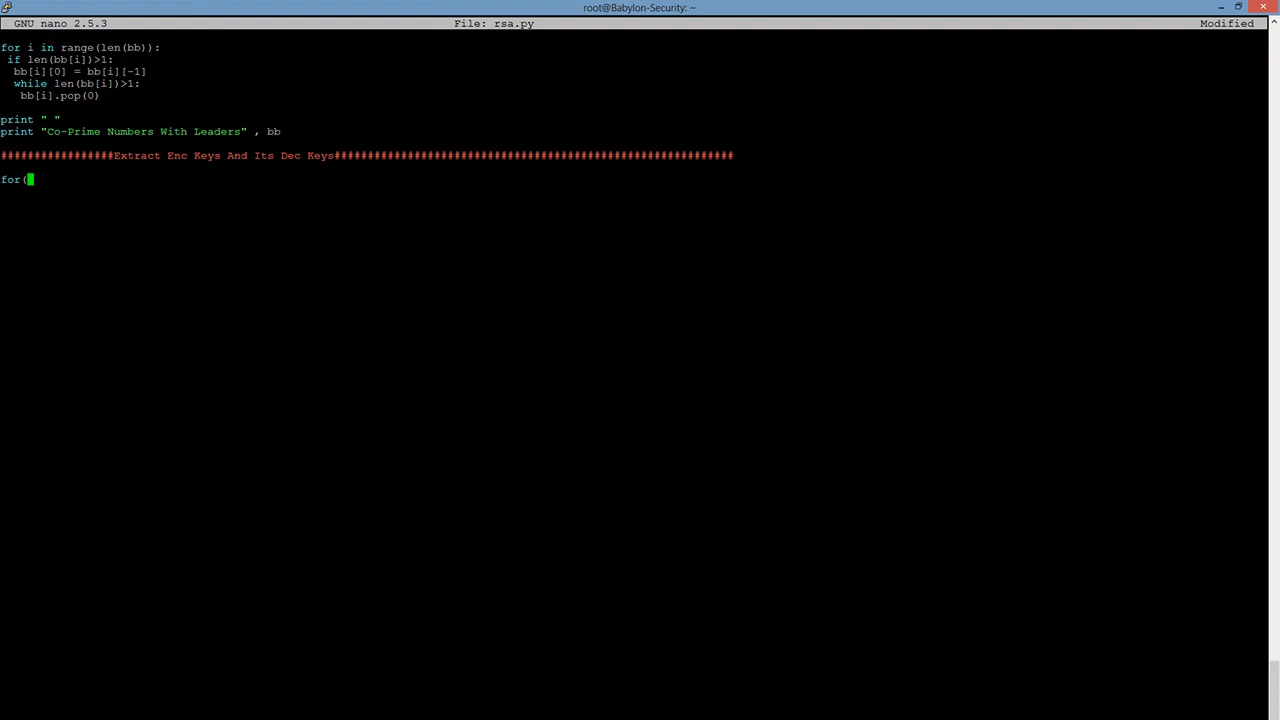 root@Babylon-Security: ~
GNU nano 2.5.3 File: rsa.py Modified
for i in range(len(bb)):
 if len(bb[i])>1:
  bb[i][0] = bb[i][-1]
  while len(bb[i])>1:
   bb[i].pop(0)
print " "
print "Co-Prime Numbers With Leaders" , bb
#################Extract Enc Keys And Its Dec Keys############################################################
for(